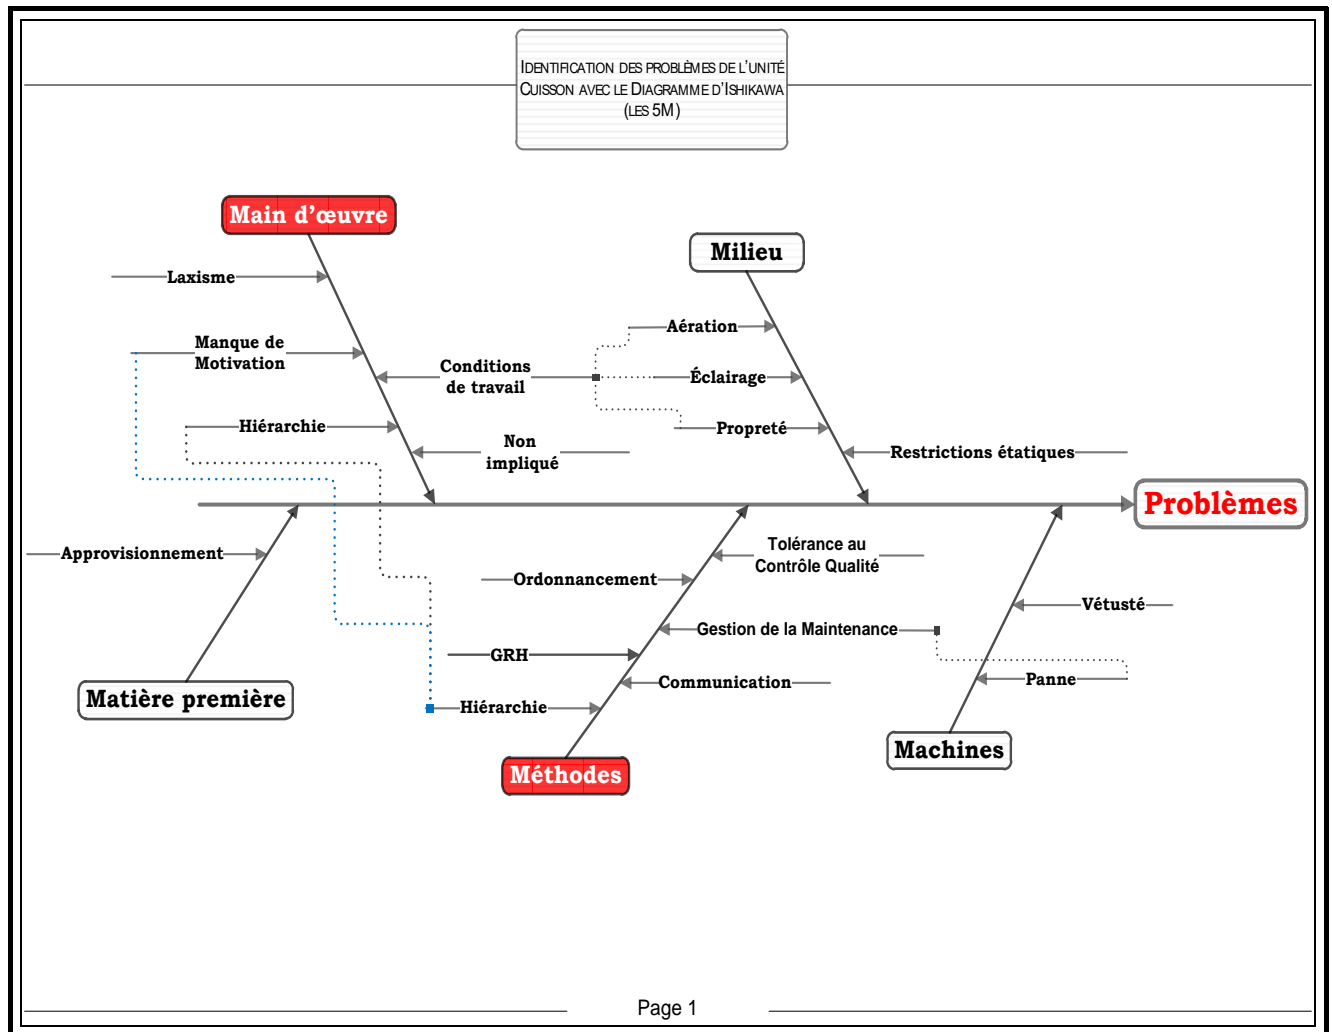 IDENTIFICATION DES PROBLÈMES DE L'UNITÉ
CUISSON AVEC LE DIAGRAMME D'ISHIKAWA
(LES 5M)
Main d'œuvre
Milieu
Laxisme
Aération
Manque de
Motivation
Conditions
de travail
Éclairage
Hiérarchie
Propreté
Non
impliqué
Restrictions étatiques
Problèmes
Approvisionnement
Tolérance au
Contrôle Qualité
Ordonnancement
Vétusté
Gestion de la Maintenance
GRH
Communication
Panne
Matière première
Hiérarchie
Machines
Méthodes
Page 1